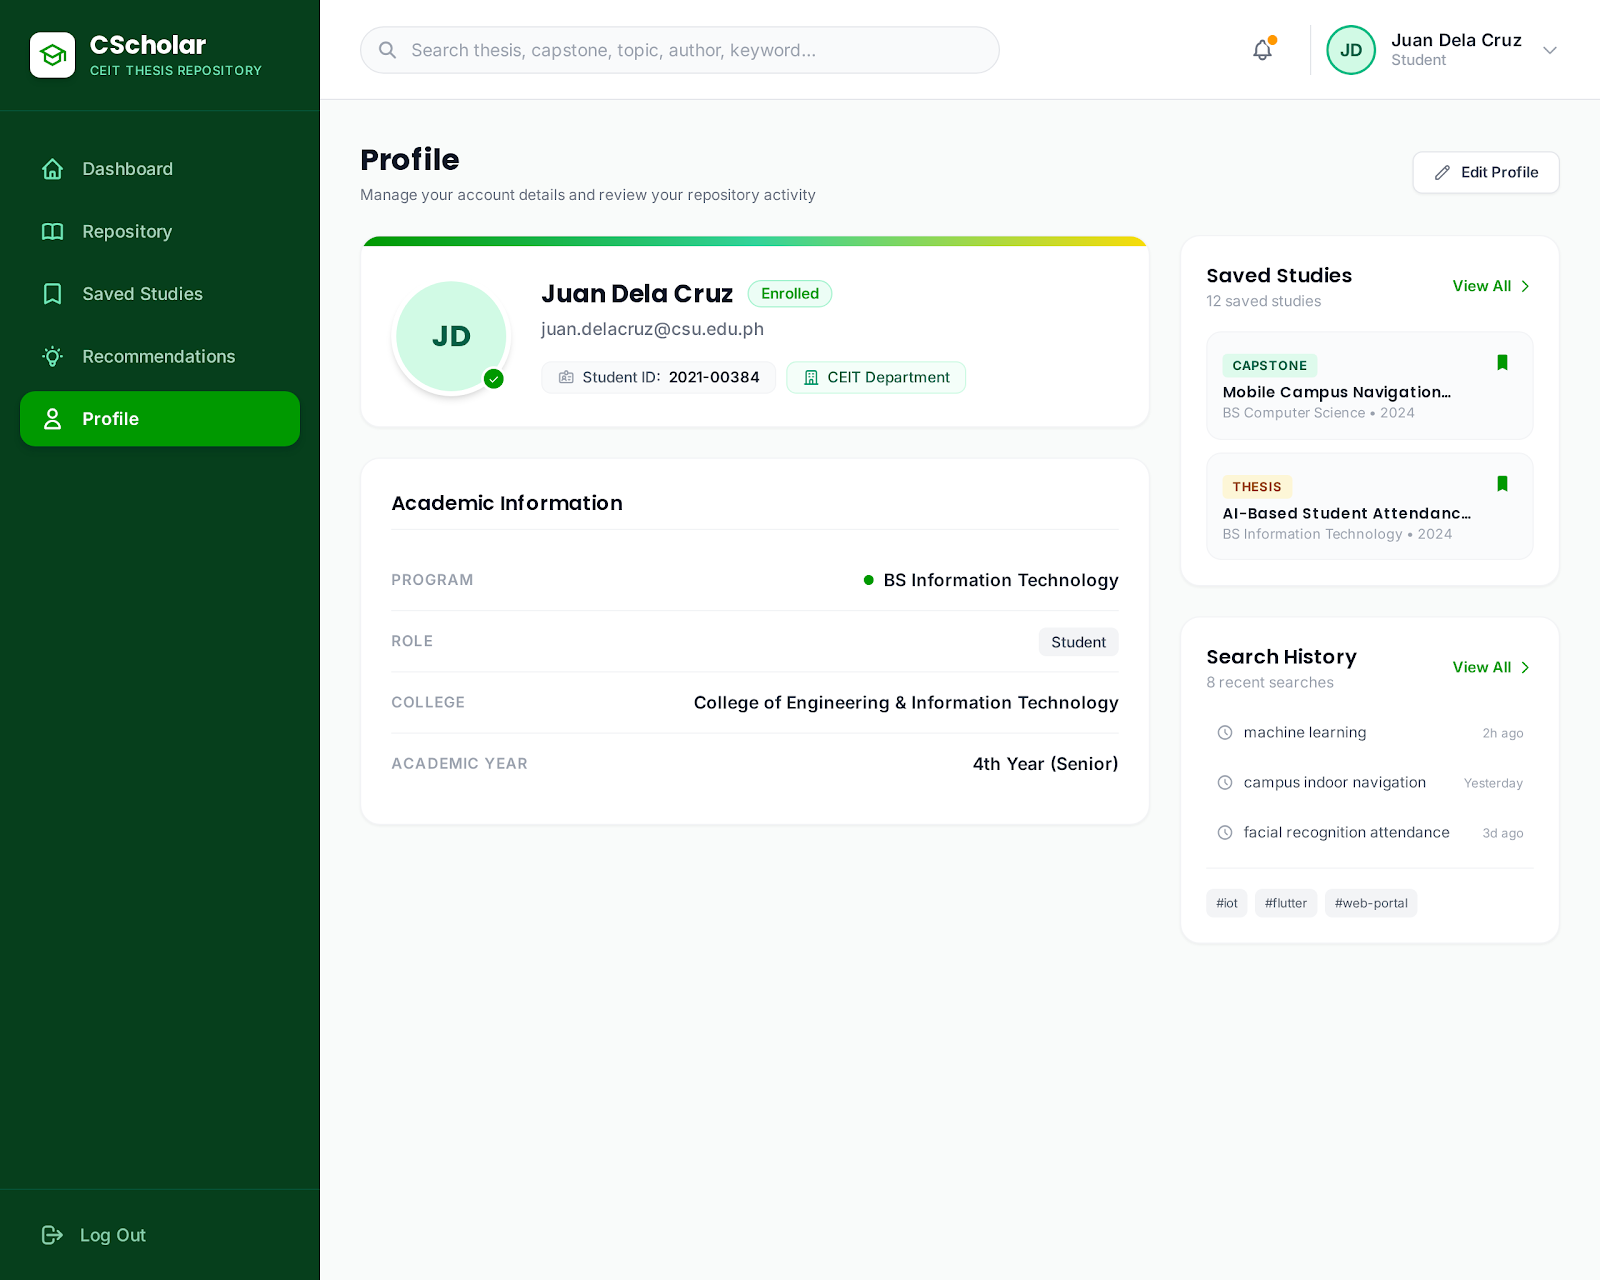 CScholar
CEIT THESIS REPOSITORY
Dashboard
Repository
Saved Studies
Recommendations
Profile
Log Out
Search thesis, capstone, topic, author, keyword...
JD
Juan Dela Cruz
Student
Profile
Manage your account details and review your repository activity
Edit Profile
JD
Juan Dela Cruz
Enrolled
juan.delacruz@csu.edu.ph
Student ID: 2021-00384
CEIT Department
Academic Information
PROGRAM
BS Information Technology
ROLE
Student
COLLEGE
College of Engineering & Information Technology
ACADEMIC YEAR
4th Year (Senior)
Saved Studies
View All
12 saved studies
CAPSTONE
Mobile Campus Navigation...
BS Computer Science • 2024
THESIS
AI-Based Student Attendanc...
BS Information Technology • 2024
Search History
View All
8 recent searches
machine learning
2h ago
campus indoor navigation
Yesterday
facial recognition attendance
3d ago
#iot
#flutter
#web-portal